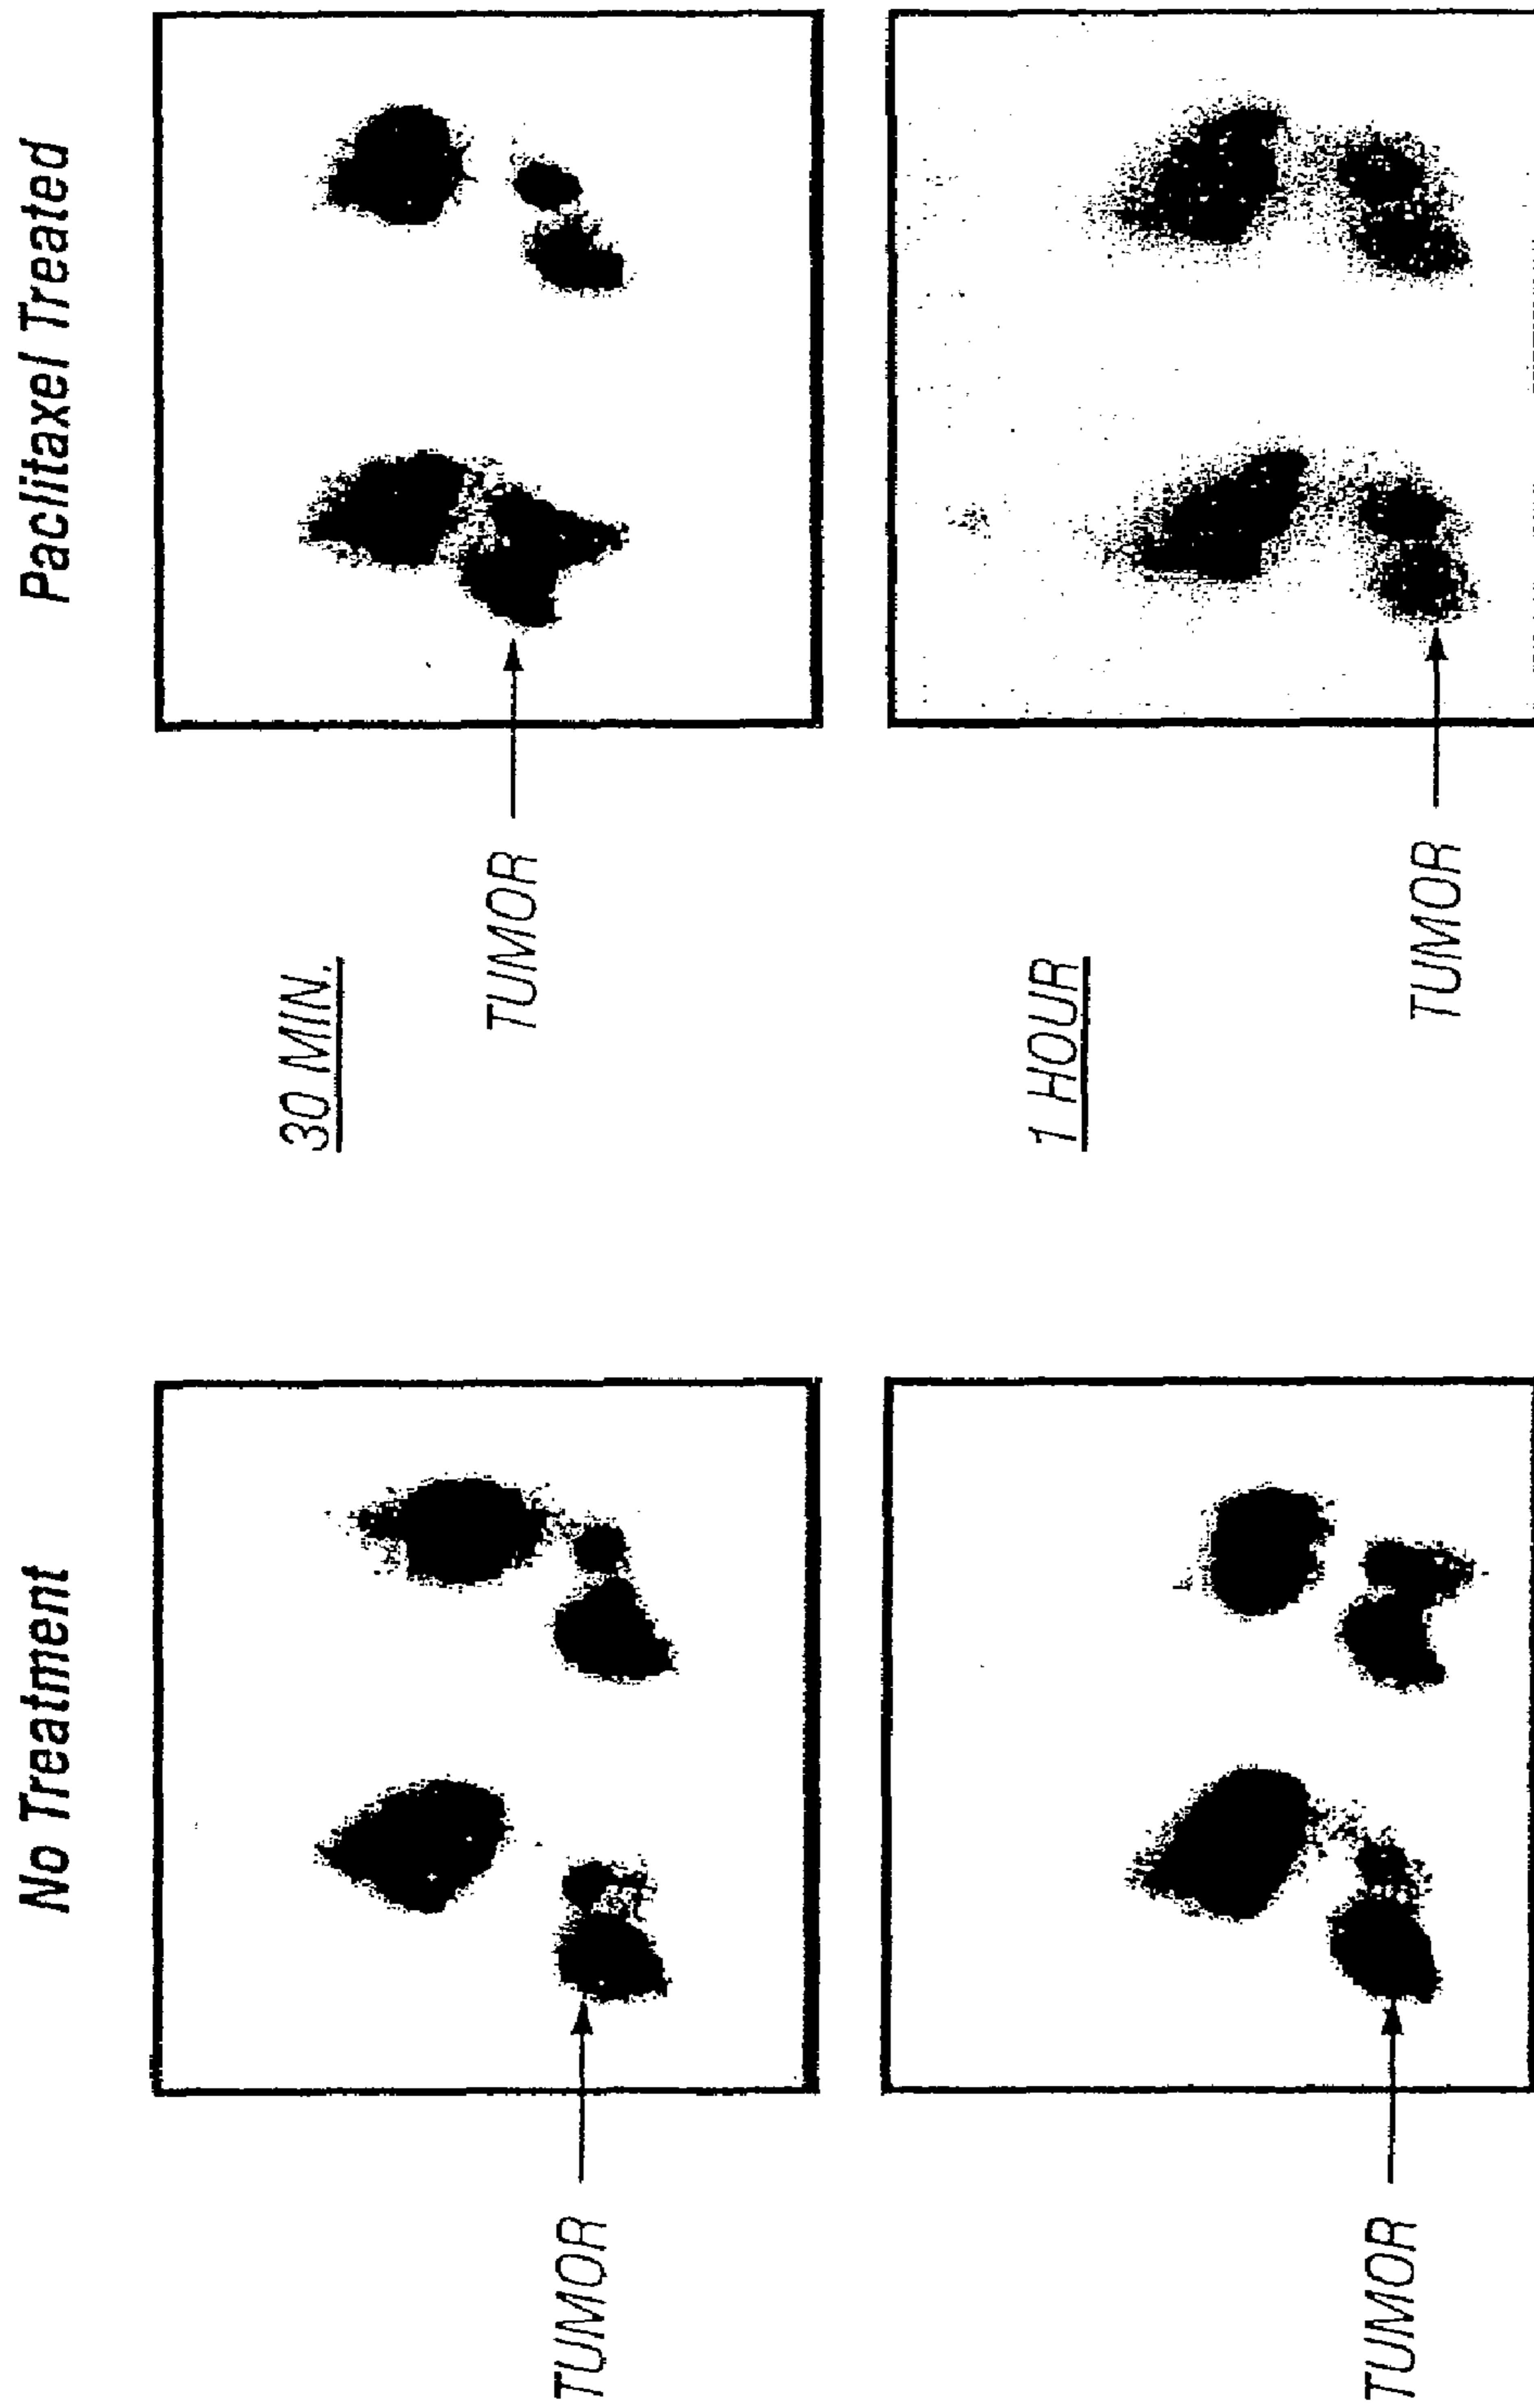 No Treatment
Paclitaxel Treated
30 MIN.
TUMOR
TUMOR
1 HOUR
TUMOR
TUMOR